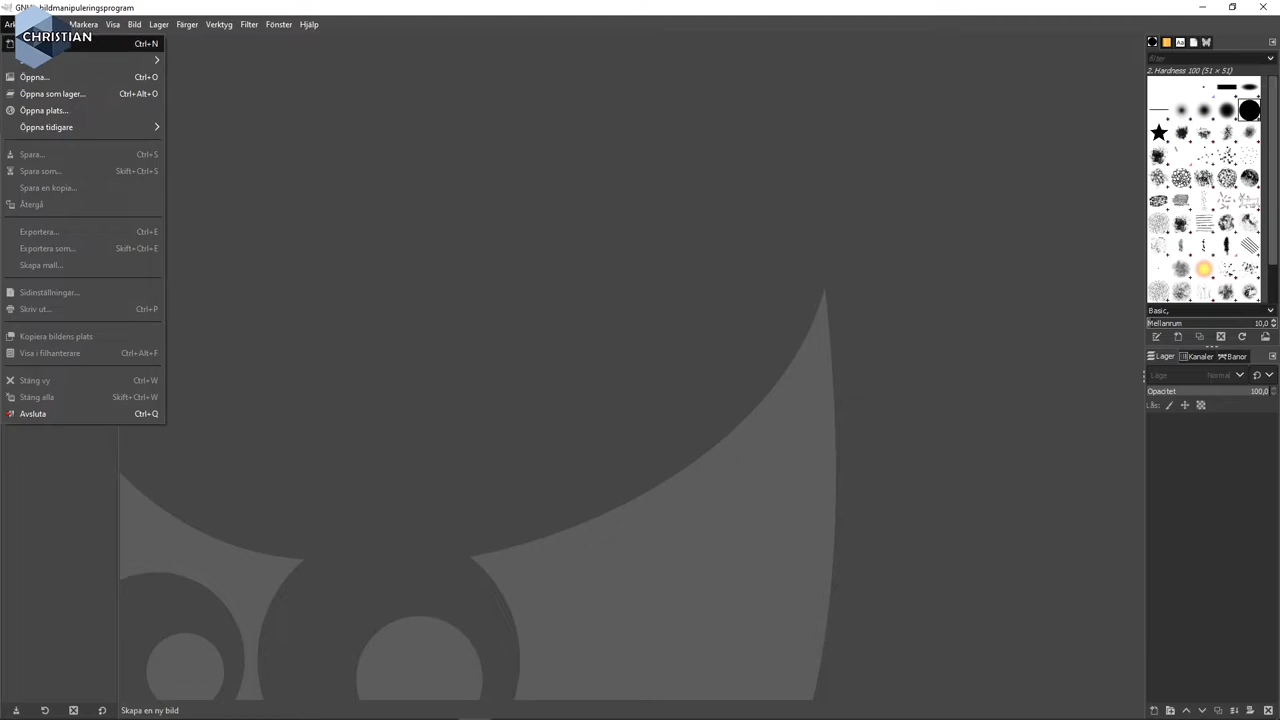 bildmanipuleringsprogram
Markera Visa Bild Lager Färger Verktyg Filter Fönster Hjälp
CHRISTIAN
Ctrl+N
Öppna... Ctrl+O
Öppna som lager... Ctrl+Alt+O
Öppna plats...
Öppna tidigare
Spara... Ctrl+S
Spara som... Skift+Ctrl+S
Spara en kopia...
Återgå
Exportera... Ctrl+E
Exportera som... Skift+Ctrl+E
Skapa mall...
Sidinställningar...
Skriv ut... Ctrl+P
Kopiera bildens plats
Visa i filhanterare Ctrl+Alt+F
Stäng vy Ctrl+W
Stäng alla Skift+Ctrl+W
Avsluta Ctrl+Q
Skapa en ny bild
Aa
filter
2. Hardness 100 (51 × 51)
Basic,
Mellanrum 10,0
Lager Kanaler Banor
Läge Normal
Opacitet 100,0
Lås: